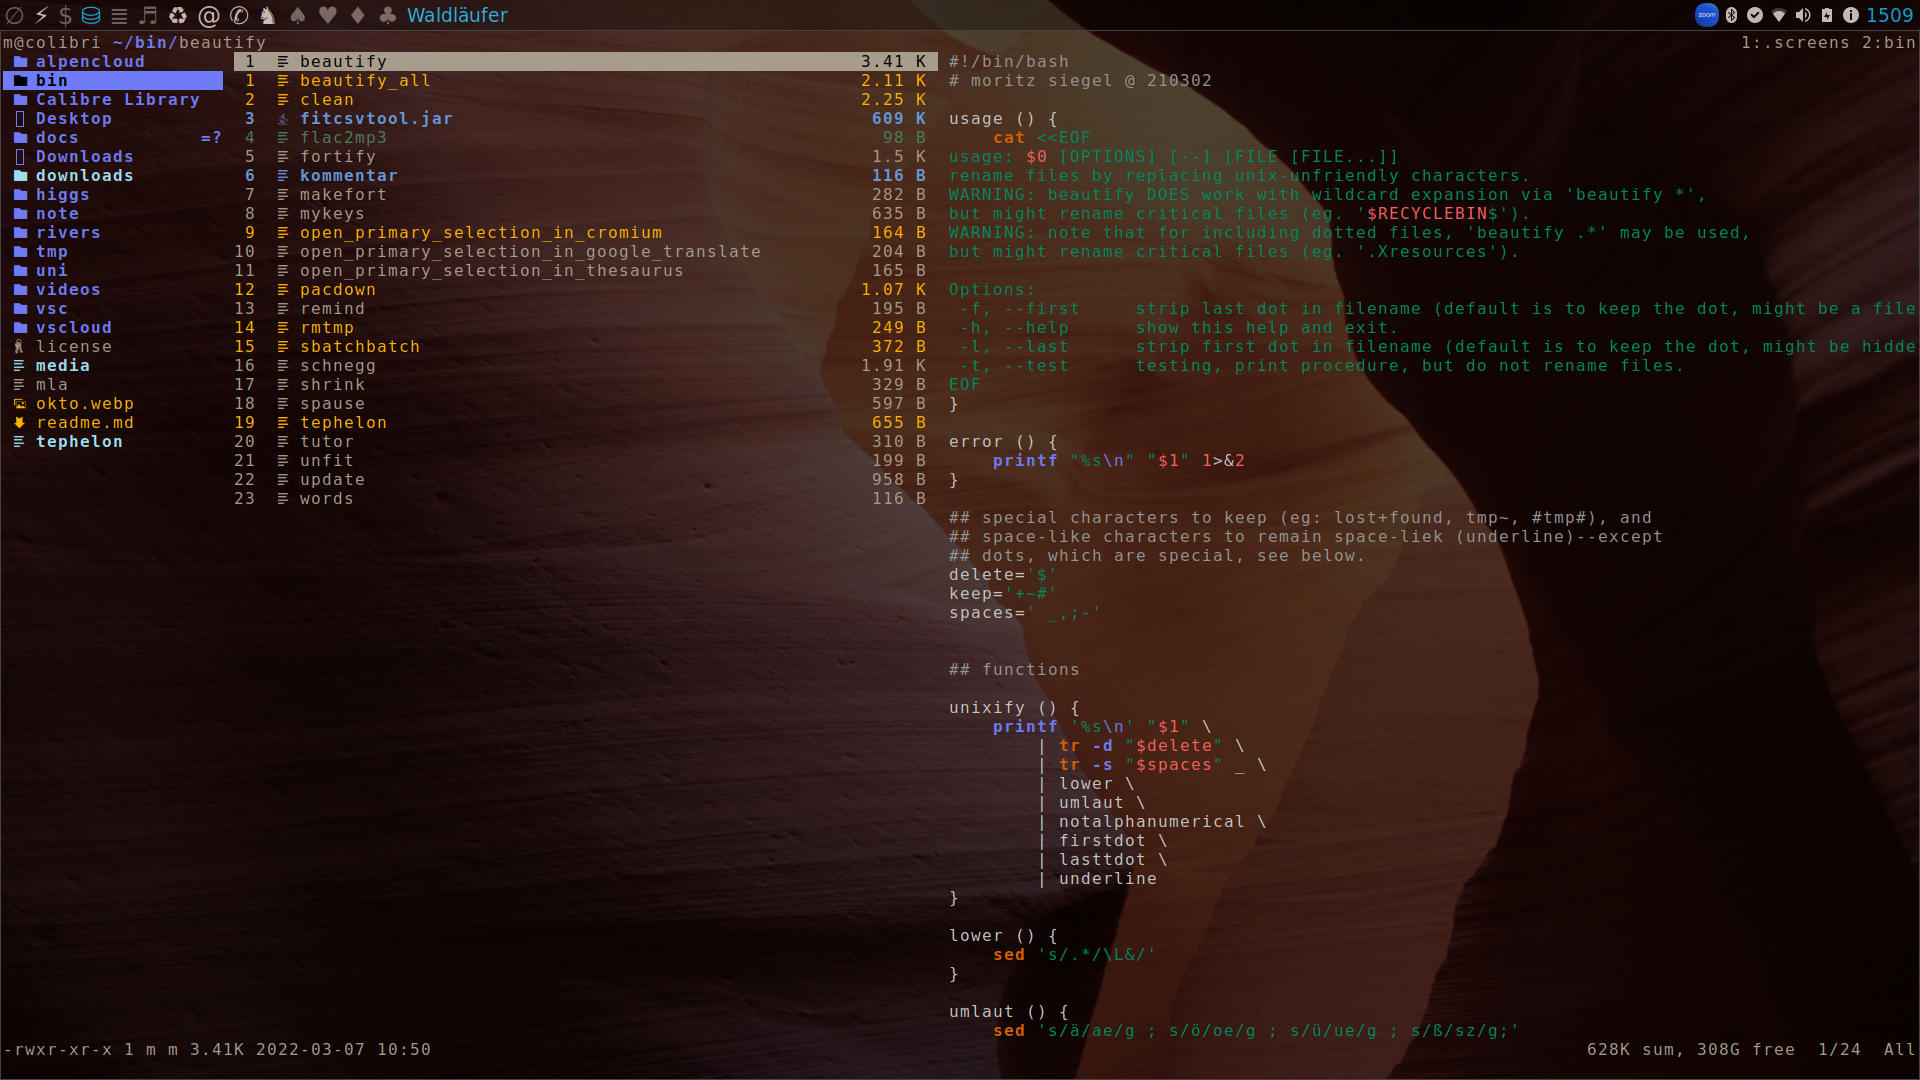 ∅ ⚡ $ ≣ ♬ ♻ @ ✆ ♞ ♠ ♥ ♦ ♣ Waldläufer zoom 1509
m@colibri ~/bin/beautify 1:.screens 2:bin
alpencloud
bin
Calibre Library
Desktop
docs =?
Downloads
downloads
higgs
note
rivers
tmp
uni
videos
vsc
vscloud
license
media
mla
okto.webp
readme.md
tephelon
1 beautify 3.41 K
1 beautify_all 2.11 K
2 clean 2.25 K
3 fitcsvtool.jar 609 K
4 flac2mp3 98 B
5 fortify 1.5 K
6 kommentar 116 B
7 makefort 282 B
8 mykeys 635 B
9 open_primary_selection_in_cromium 164 B
10 open_primary_selection_in_google_translate 204 B
11 open_primary_selection_in_thesaurus 165 B
12 pacdown 1.07 K
13 remind 195 B
14 rmtmp 249 B
15 sbatchbatch 372 B
16 schnegg 1.91 K
17 shrink 329 B
18 spause 597 B
19 tephelon 655 B
20 tutor 310 B
21 unfit 199 B
22 update 958 B
23 words 116 B
#!/bin/bash
# moritz siegel @ 210302
usage () {
    cat <<EOF
usage: $0 [OPTIONS] [--] [FILE [FILE...]]
rename files by replacing unix-unfriendly characters.
WARNING: beautify DOES work with wildcard expansion via 'beautify *',
but might rename critical files (eg. '$RECYCLEBIN$').
WARNING: note that for including dotted files, 'beautify .*' may be used,
but might rename critical files (eg. '.Xresources').
Options:
 -f, --first     strip last dot in filename (default is to keep the dot, might be a file
 -h, --help      show this help and exit.
 -l, --last      strip first dot in filename (default is to keep the dot, might be hidde
 -t, --test      testing, print procedure, but do not rename files.
EOF
}
error () {
    printf "%s\n" "$1" 1>&2
}
## special characters to keep (eg: lost+found, tmp~, #tmp#), and
## space-like characters to remain space-liek (underline)--except
## dots, which are special, see below.
delete='$'
keep='+~#'
spaces=' _,;-'
## functions
unixify () {
    printf '%s\n' "$1" \
        | tr -d "$delete" \
        | tr -s "$spaces" _ \
        | lower \
        | umlaut \
        | notalphanumerical \
        | firstdot \
        | lasttdot \
        | underline
}
lower () {
    sed 's/.*/\L&/'
}
umlaut () {
    sed 's/ä/ae/g ; s/ö/oe/g ; s/ü/ue/g ; s/ß/sz/g;'
-rwxr-xr-x 1 m m 3.41K 2022-03-07 10:50 628K sum, 308G free  1/24  All